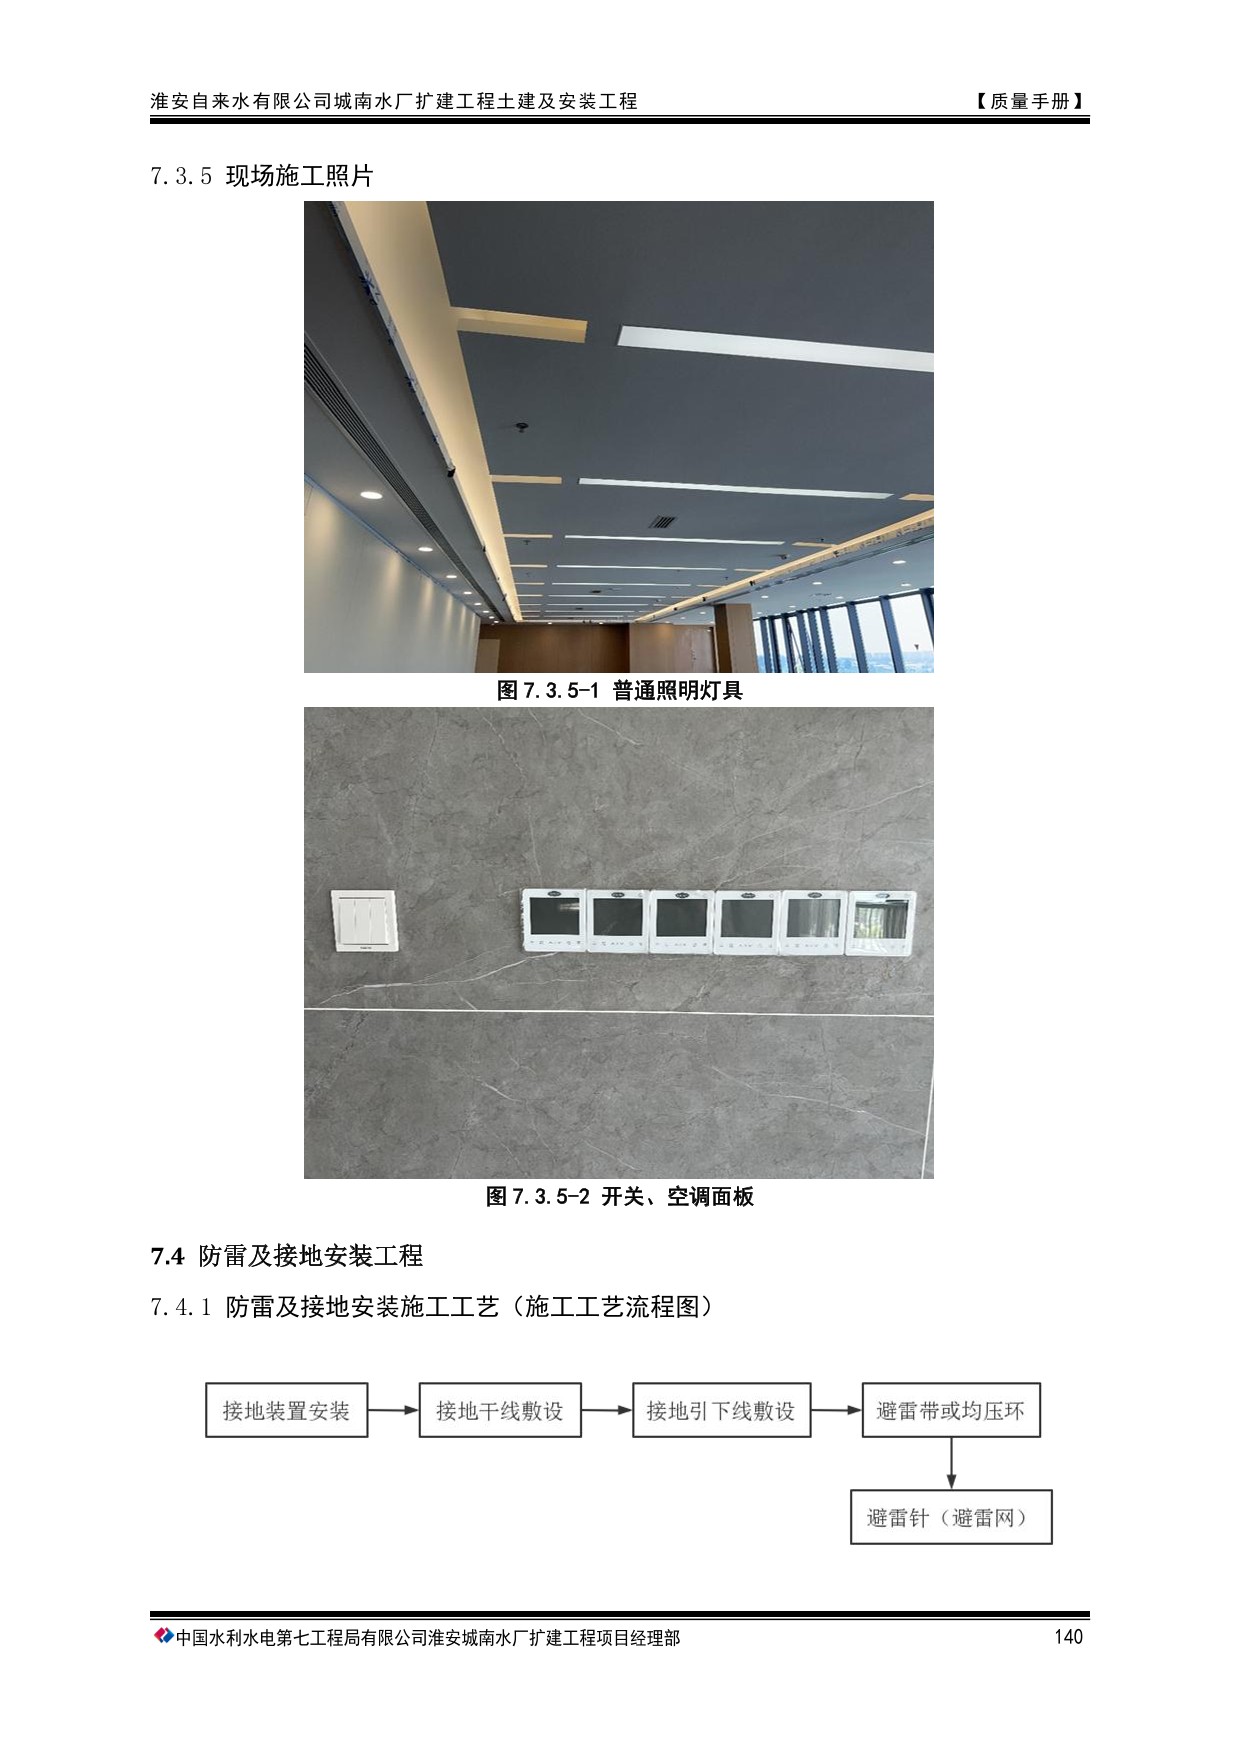 淮安自来水有限公司城南水厂扩建工程土建及安装工程 【质量手册】
7.3.5 现场施工照片
图 7.3.5-1 普通照明灯具
图 7.3.5-2 开关、空调面板
7.4 防雷及接地安装工程
7.4.1 防雷及接地安装施工工艺（施工工艺流程图）
接地装置安装
接地干线敷设
接地引下线敷设
避雷带或均压环
避雷针（避雷网）
中国水利水电第七工程局有限公司淮安城南水厂扩建工程项目经理部 140